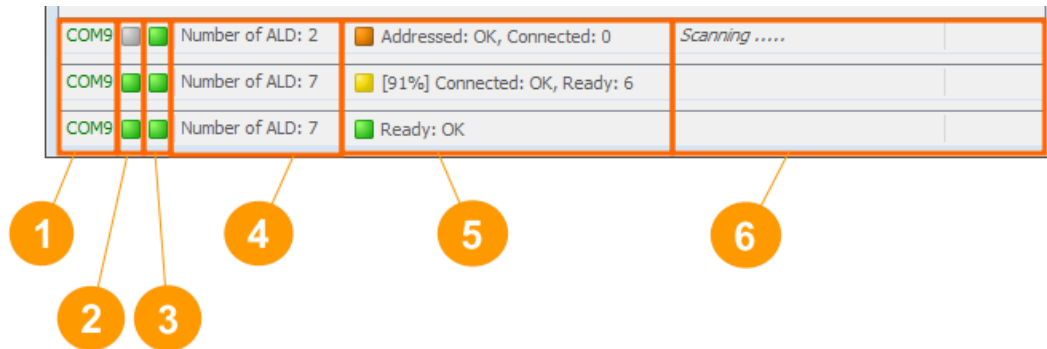 COM9 Number of ALD: 2 Addressed: OK, Connected: 0 Scanning .....
COM9 Number of ALD: 7 [91%] Connected: OK, Ready: 6
COM9 Number of ALD: 7 Ready: OK
1 4 5 6
2 3